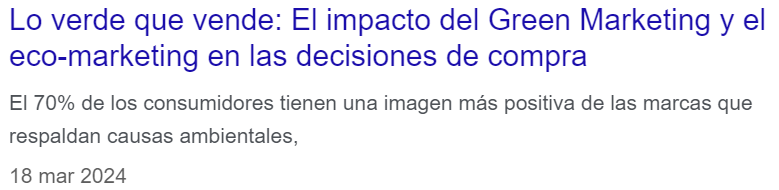 Lo verde que vende: El impacto del Green Marketing y el
eco-marketing en las decisiones de compra
El 70% de los consumidores tienen una imagen más positiva de las marcas que
respaldan causas ambientales,
18 mar 2024